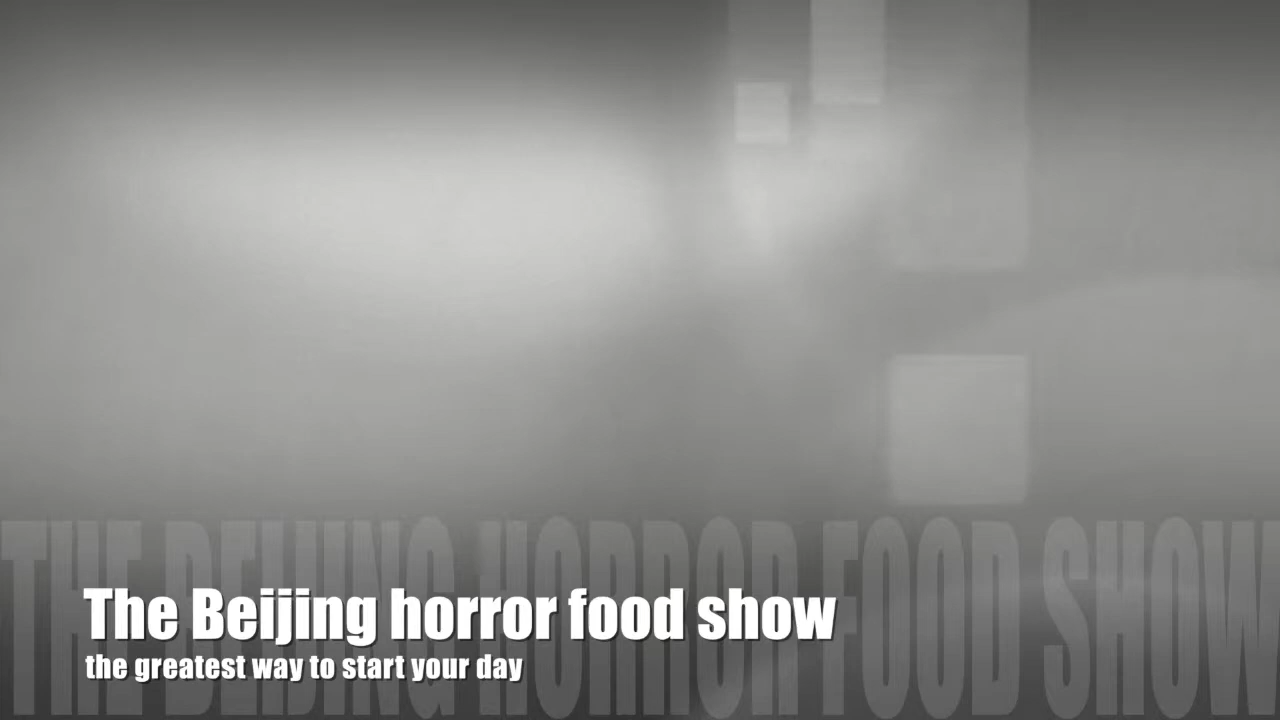 The Beijing horror food show
the greatest way to start your day
THE BEIJING HORROR FOOD SHOW